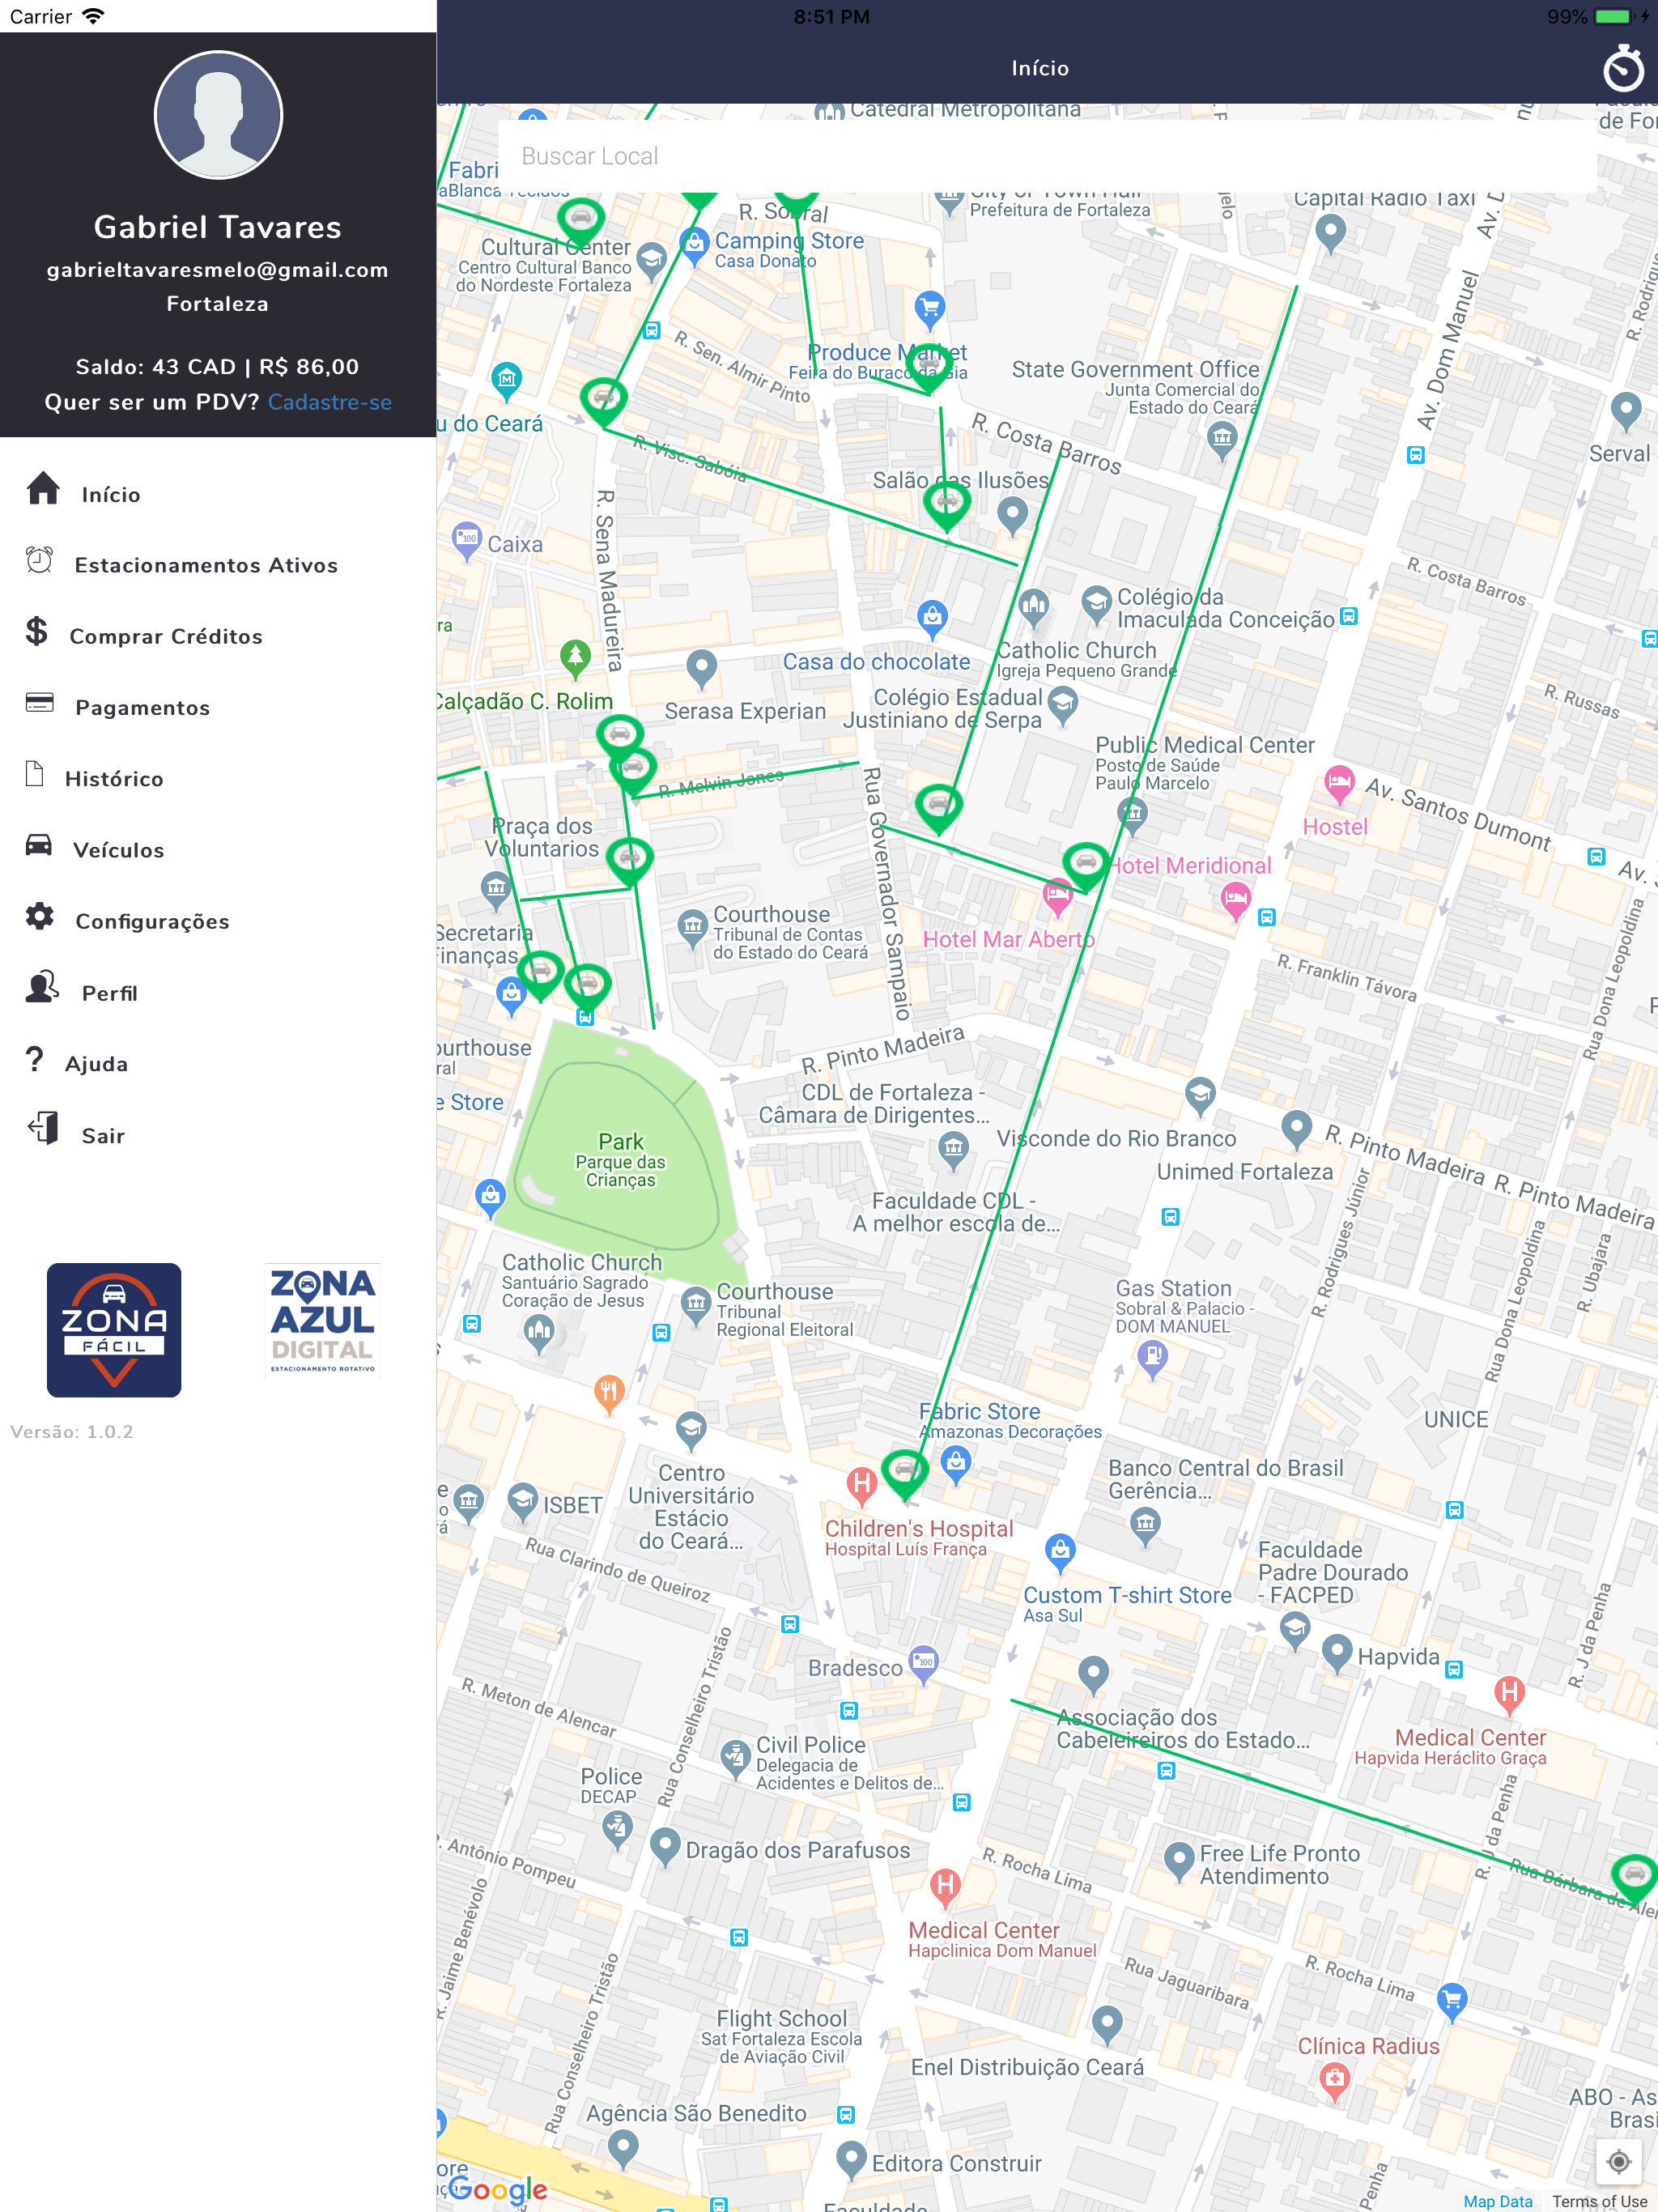 Carrier
8:51 PM
99%
Início
Gabriel Tavares
gabrieltavaresmelo@gmail.com
Fortaleza
Saldo: 43 CAD | R$ 86,00
Quer ser um PDV? Cadastre-se
Início
Estacionamentos Ativos
Comprar Créditos
Pagamentos
Histórico
Veículos
Configurações
Perfil
Ajuda
Sair
ZONA
FÁCIL
ZONA
AZUL
DIGITAL
ESTACIONAMENTO ROTATIVO
Versão: 1.0.2
Buscar Local
Catedral Metropolitana
de For
Fabri
aBlanca Tecidos
R. Sobral
Prefeitura de Fortaleza
Capital Radio Taxi
Av. D
Cultural Center
Centro Cultural Banco
do Nordeste Fortaleza
Camping Store
Casa Donato
Av. Dom Manuel
R. Rodrigue
R. Sen. Almir Pinto
Produce Market
Feira do Buraco da Gia
State Government Office
Junta Comercial do
Estado do Ceará
u do Ceará
R. Visc. Sabóia
R. Costa Barros
Serval
Salão das Ilusões
R. Sena Madureira
Caixa
R. Costa Barros
ra
Colégio da
Imaculada Conceição
Casa do chocolate
Catholic Church
Igreja Pequeno Grande
Calçadão C. Rolim
Serasa Experian
Colégio Estadual
Justiniano de Serpa
R. Russas
Public Medical Center
Posto de Saúde
Paulo Marcelo
R. Melvin Jones
Rua Governador Sampaio
Av. Santos Dumont
Hostel
Praça dos
Voluntarios
Hotel Meridional
Av. S
Secretaria
Finanças
Courthouse
Tribunal de Contas
do Estado do Ceará
Hotel Mar Aberto
R. Franklin Távora
Rua Dona Leopoldina
ourthouse
ral
R. Pinto Madeira
e Store
CDL de Fortaleza -
Câmara de Dirigentes...
Visconde do Rio Branco
R. Pinto Madeira
R. Pinto Madeira
Unimed Fortaleza
Park
Parque das
Crianças
Faculdade CDL -
A melhor escola de...
R. Rodrigues Júnior
Rua Dona Leopoldina
R. Ubajara
Catholic Church
Santuário Sagrado
Coração de Jesus
Courthouse
Tribunal
Regional Eleitoral
Gas Station
Sobral & Palacio -
DOM MANUEL
Fabric Store
Amazonas Decorações
UNICE
Banco Central do Brasil
Gerência...
Centro
Universitário
Estácio
do Ceará...
ISBET
Children's Hospital
Hospital Luís França
Rua Clarindo de Queiroz
Faculdade
Padre Dourado
- FACPED
Custom T-shirt Store
Asa Sul
R. J da Penha
Bradesco
Hapvida
R. Meton de Alencar
Rua Conselheiro Tristão
Associação dos
Cabeleireiros do Estado...
Medical Center
Hapvida Heráclito Graça
Civil Police
Delegacia de
Acidentes e Delitos de...
Police
DECAP
R. J da Penha
Dragão dos Parafusos
Free Life Pronto
Atendimento
R. Rocha Lima
Rua Bárbara de Alen
. Antônio Pompeu
R. Jaime Benévolo
Medical Center
Hapclinica Dom Manuel
Rua Conselheiro Tristão
Rua Jaguaribara
R. Rocha Lima
Flight School
Sat Fortaleza Escola
de Aviação Civil
Clínica Radius
Enel Distribuição Ceará
ABO - As
Brasi
Agência São Benedito
Editora Construir
Penha
Google
Faculdade
Map Data
Terms of Use